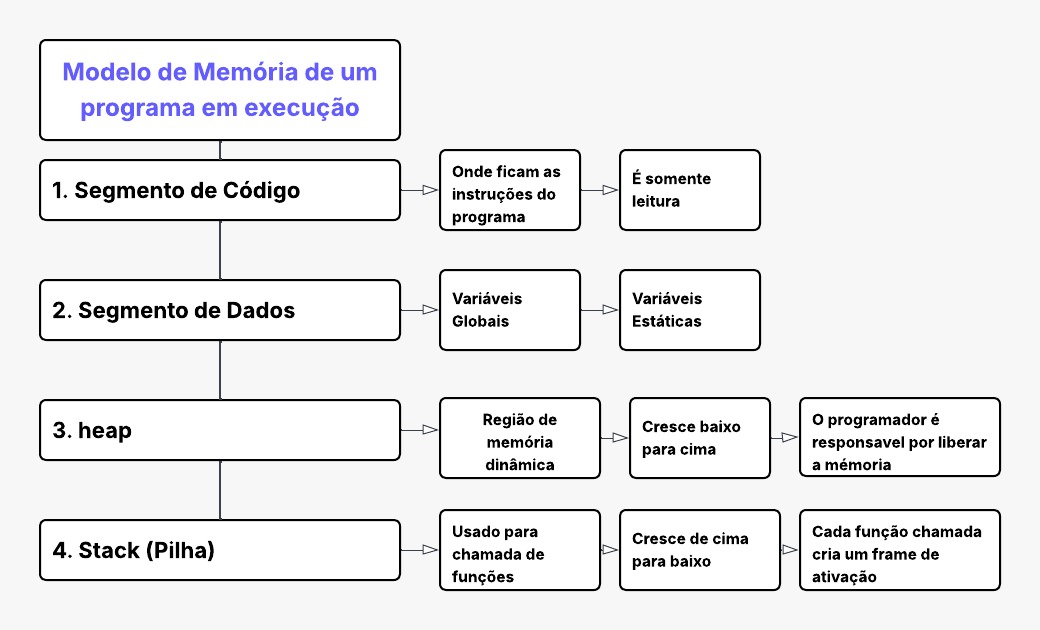 Modelo de Memória de um
programa em execução
1. Segmento de Código
Onde ficam as
instruções do
programa
É somente
leitura
2. Segmento de Dados
Variáveis
Globais
Variáveis
Estáticas
3. heap
Região de
memória
dinâmica
Cresce baixo
para cima
O programador é
responsavel por liberar
a mémoria
4. Stack (Pilha)
Usado para
chamada de
funções
Cresce de cima
para baixo
Cada função chamada
cria um frame de
ativação